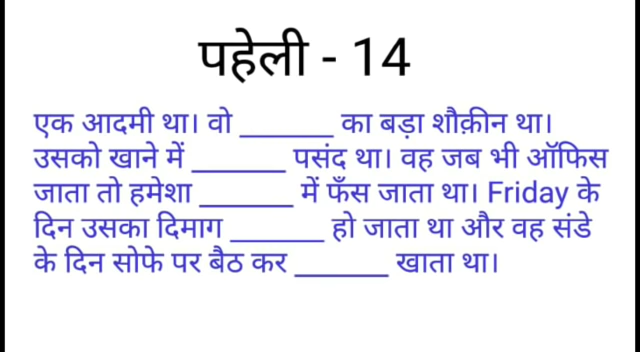 पहेली - 14
एक आदमी था। वो _______ का बड़ा शौक़ीन था।
उसको खाने में _______ पसंद था। वह जब भी ऑफिस
जाता तो हमेशा _______ में फँस जाता था। Friday के
दिन उसका दिमाग _______ हो जाता था और वह संडे
के दिन सोफे पर बैठ कर _______ खाता था।